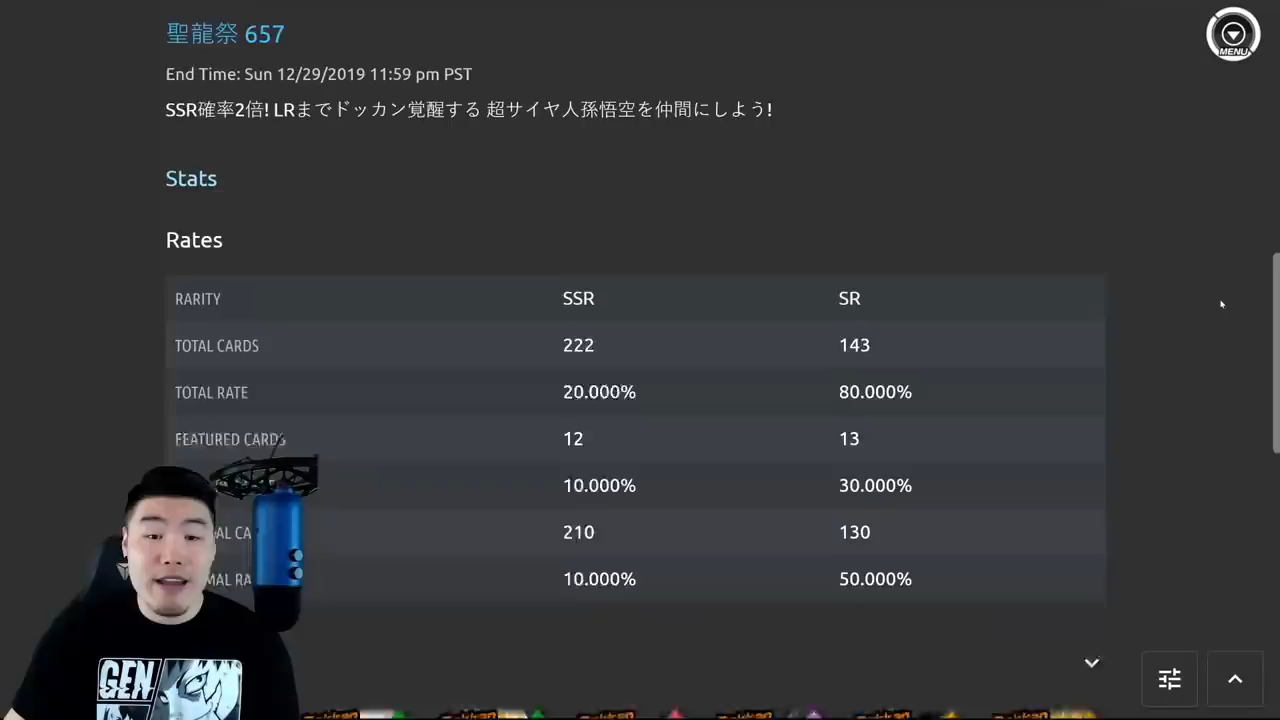 聖龍祭 657
MENU
End Time: Sun 12/29/2019 11:59 pm PST
SSR確率2倍! LRまでドッカン覚醒する 超サイヤ人孫悟空を仲間にしよう!
Stats
Rates
RARITY SSR SR
TOTAL CARDS 222 143
TOTAL RATE 20.000% 80.000%
FEATURED CARDS 12 13
10.000% 30.000%
AL CA 210 130
MAL RA 10.000% 50.000%
GEN